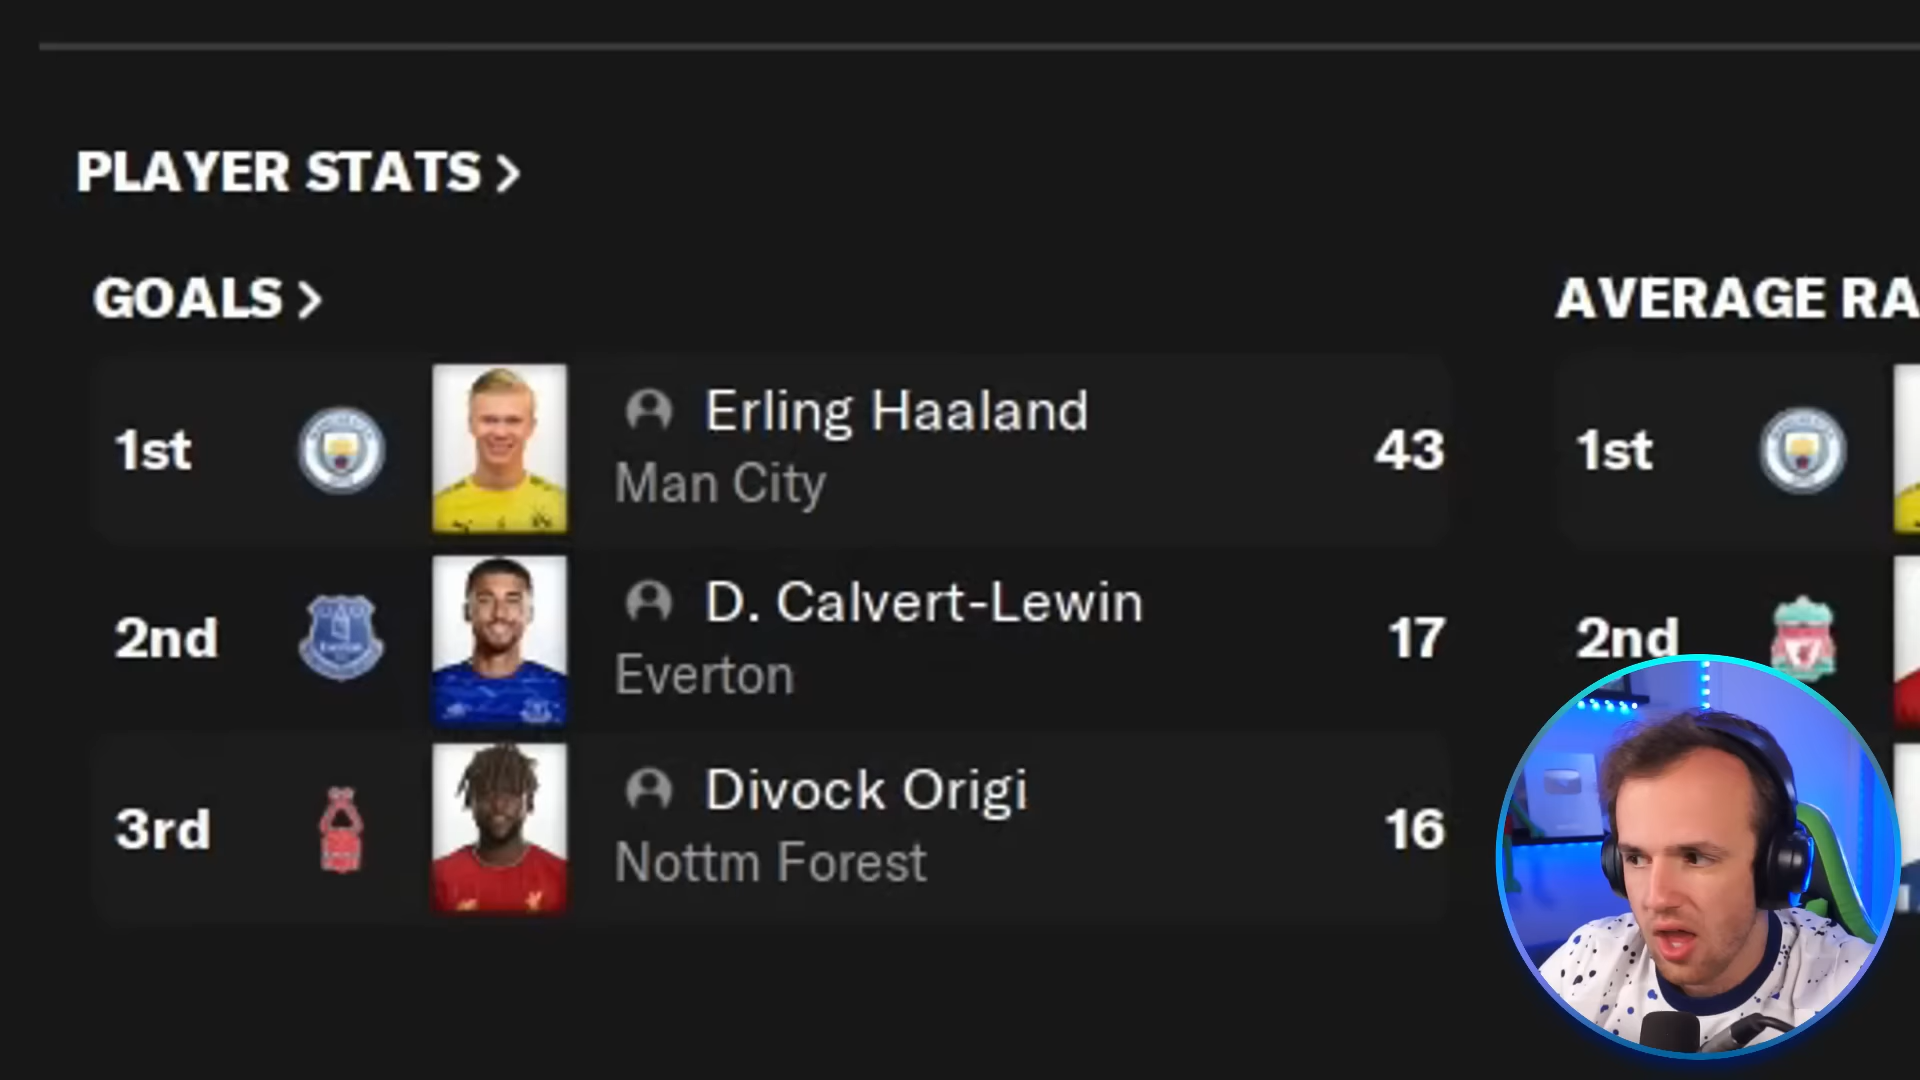 PLAYER STATS >
GOALS >
1st
Erling Haaland
Man City
43
2nd
D. Calvert-Lewin
Everton
17
3rd
Divock Origi
Nottm Forest
16
AVERAGE RA
1st
2nd